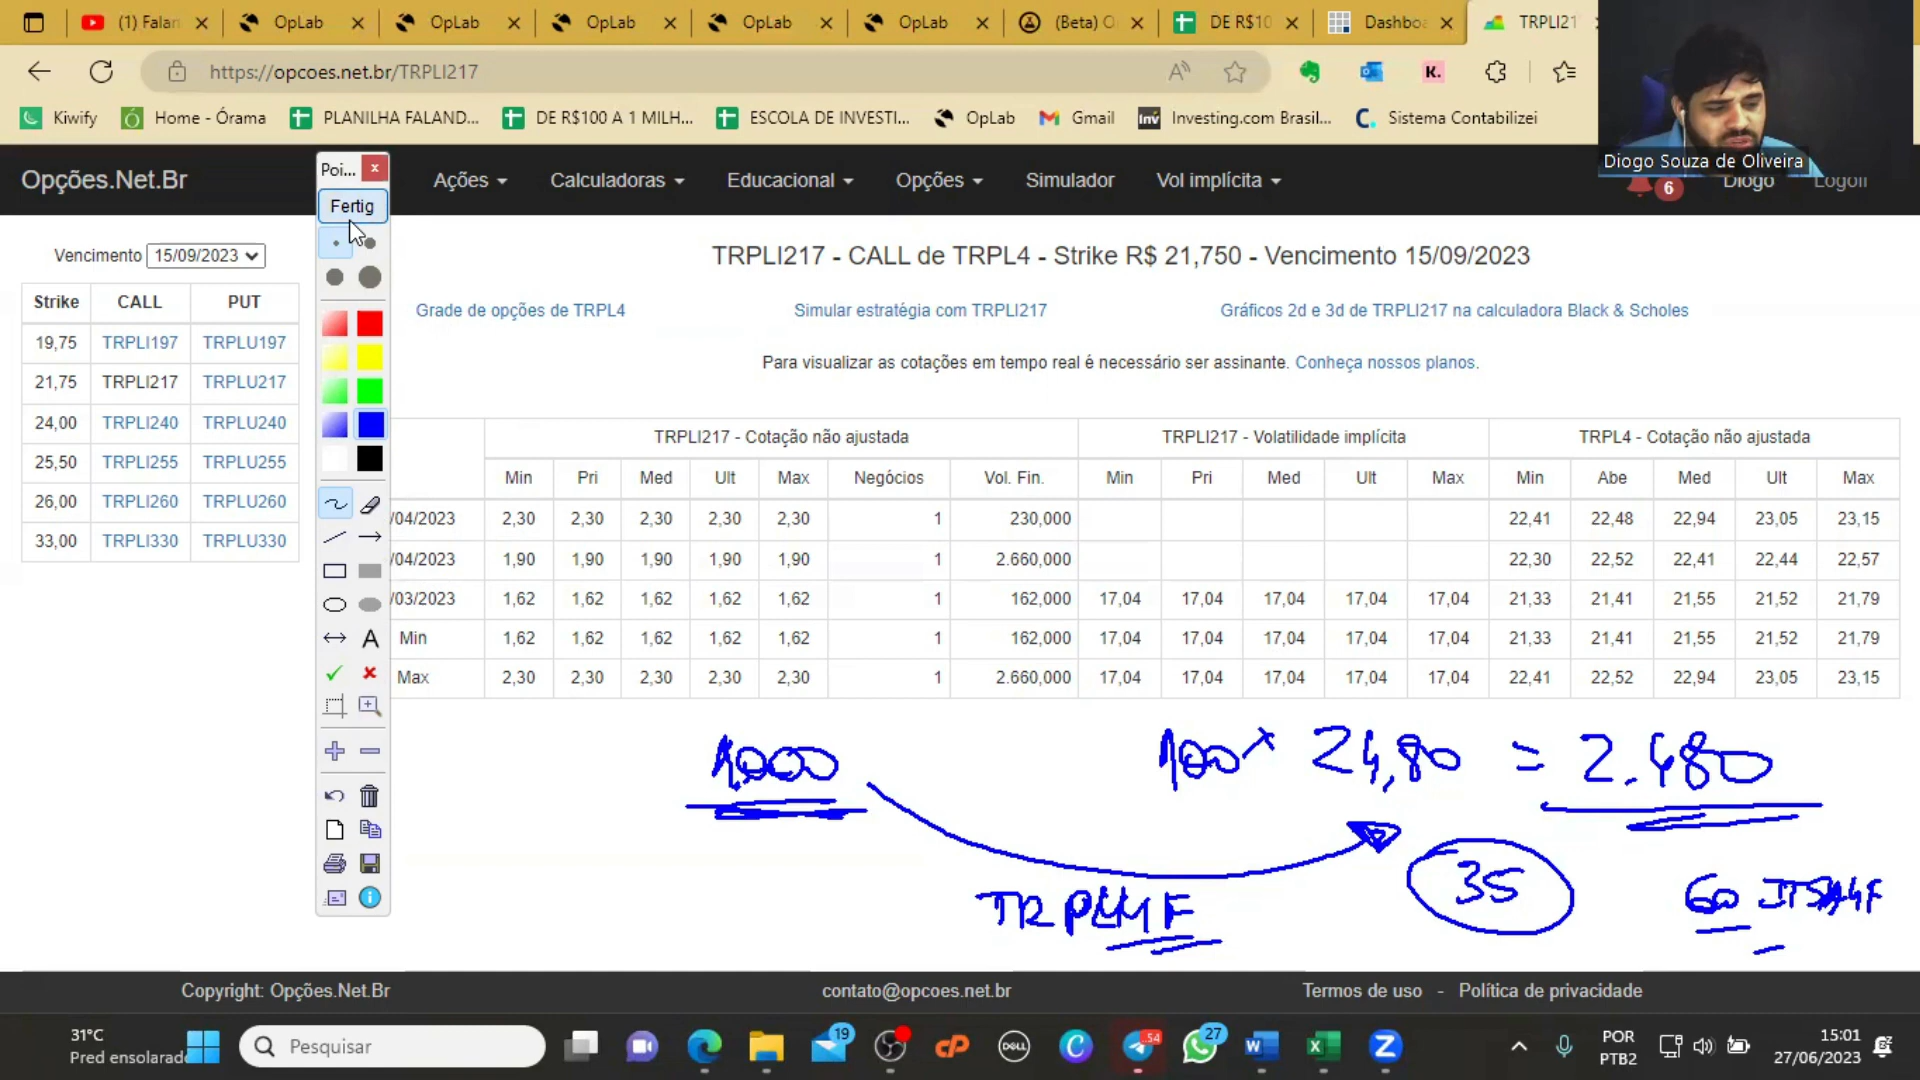 (1) Falan
OpLab
OpLab
OpLab
OpLab
OpLab
(Beta) O
DE R$10
Dashboa
TRPLI21
https://opcoes.net.br/TRPLI217
K.
Kiwify
Home - Órama
PLANILHA FALAND...
DE R$100 A 1 MILH...
ESCOLA DE INVESTI...
OpLab
Gmail
Inv
Investing.com Brasil...
Sistema Contabilizei
Diogo Souza de Oliveira
Opções.Net.Br
Poi...
Fertig
Ações
Calculadoras
Educacional
Opções
Simulador
Vol implícita
6
Diogo
Logoff
Vencimento 15/09/2023
TRPLI217 - CALL de TRPL4 - Strike R$ 21,750 - Vencimento 15/09/2023
Strike CALL PUT
19,75 TRPLI197 TRPLU197
21,75 TRPLI217 TRPLU217
24,00 TRPLI240 TRPLU240
25,50 TRPLI255 TRPLU255
26,00 TRPLI260 TRPLU260
33,00 TRPLI330 TRPLU330
Grade de opções de TRPL4
Simular estratégia com TRPLI217
Gráficos 2d e 3d de TRPLI217 na calculadora Black & Scholes
Para visualizar as cotações em tempo real é necessário ser assinante. Conheça nossos planos.
TRPLI217 - Cotação não ajustada TRPLI217 - Volatilidade implícita TRPL4 - Cotação não ajustada
Min Pri Med Ult Max Negócios Vol. Fin. Min Pri Med Ult Max Min Abe Med Ult Max
/04/2023 2,30 2,30 2,30 2,30 2,30 1 230,000 22,41 22,48 22,94 23,05 23,15
/04/2023 1,90 1,90 1,90 1,90 1,90 1 2.660,000 22,30 22,52 22,41 22,44 22,57
/03/2023 1,62 1,62 1,62 1,62 1,62 1 162,000 17,04 17,04 17,04 17,04 17,04 21,33 21,41 21,55 21,52 21,79
Min 1,62 1,62 1,62 1,62 1,62 1 162,000 17,04 17,04 17,04 17,04 17,04 21,33 21,41 21,55 21,52 21,79
Max 2,30 2,30 2,30 2,30 2,30 1 2.660,000 17,04 17,04 17,04 17,04 17,04 22,41 22,52 22,94 23,05 23,15
A
1.000
100 x 24,80 = 2.480
TRPL4F
35
60
Copyright: Opções.Net.Br
contato@opcoes.net.br
Termos de uso - Política de privacidade
31°C
Pred ensolarado
Pesquisar
19
DELL
54
27
POR
PTB2
15:01
27/06/2023